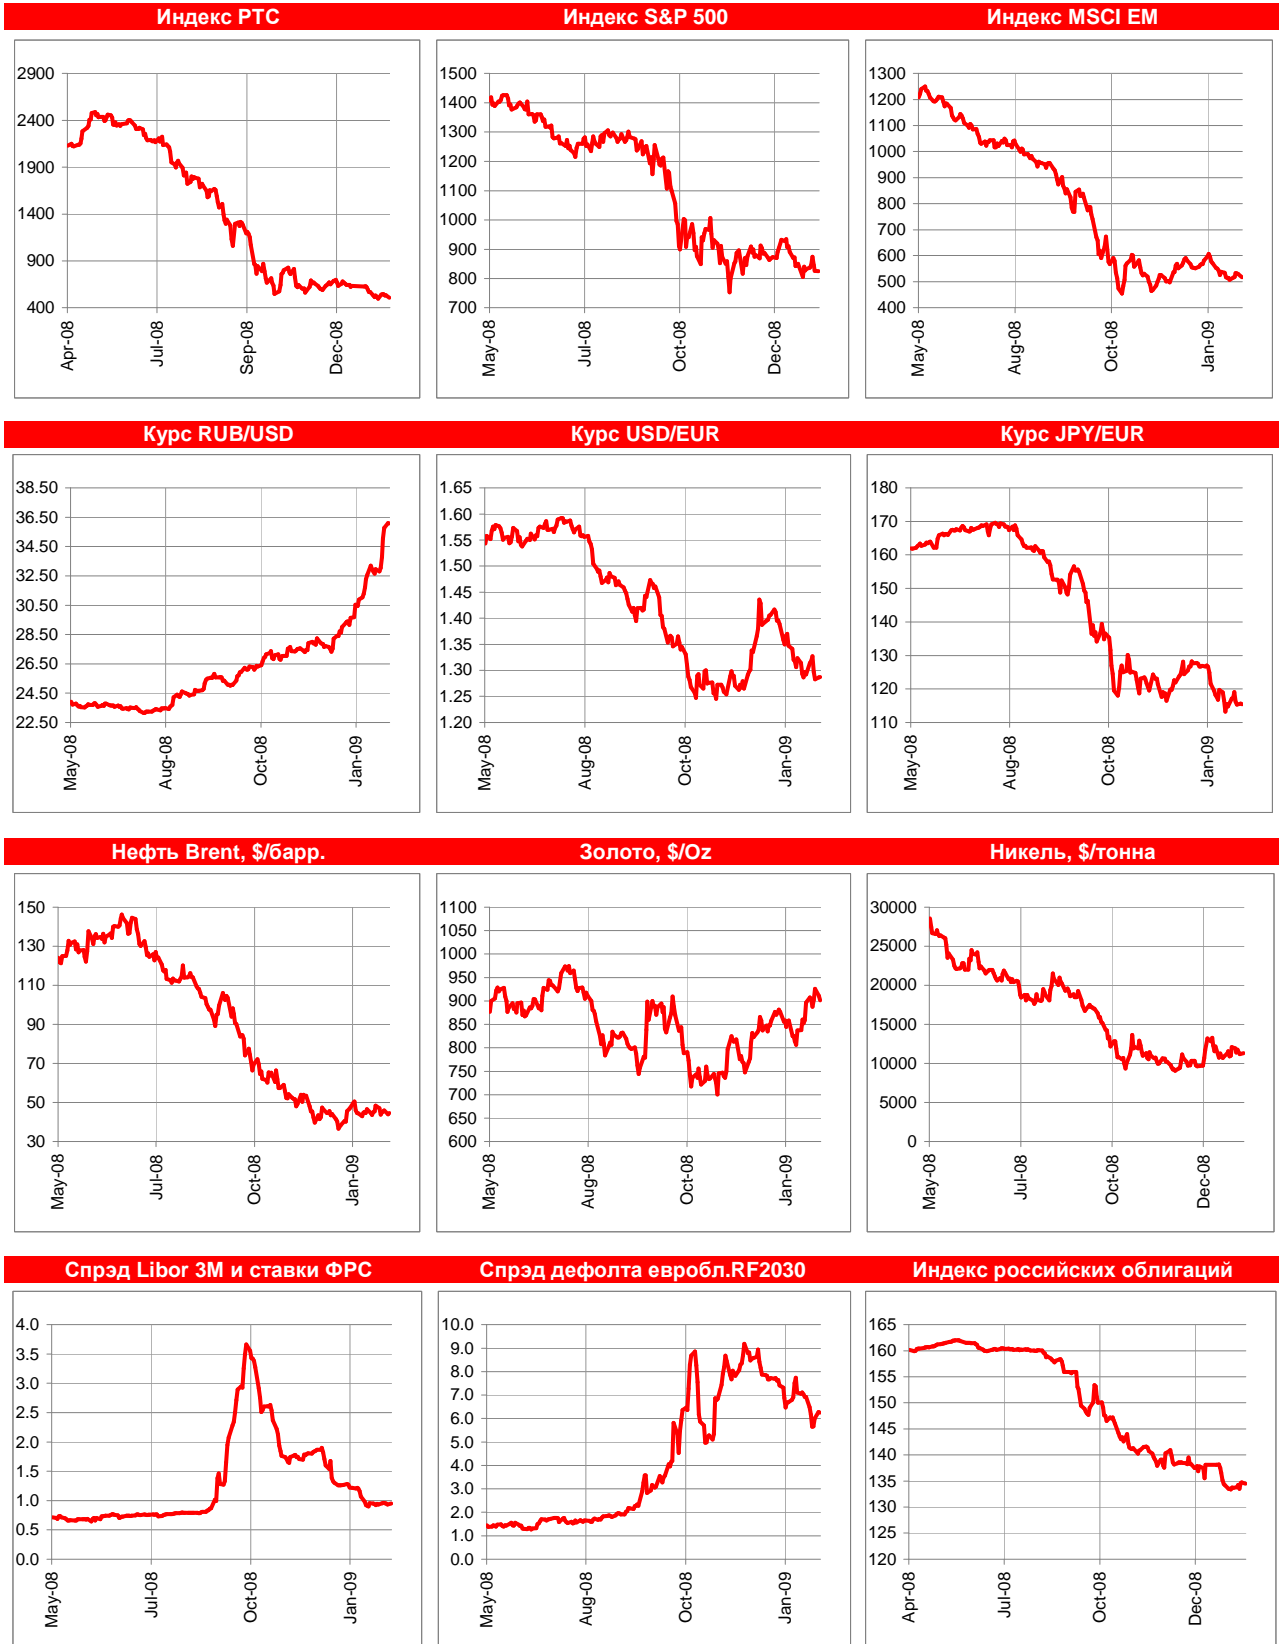 Индекс РТС
2900
2400
1900
1400
900
400
Apr-08
Jul-08
Sep-08
Dec-08
Индекс S&P 500
1500
1400
1300
1200
1100
1000
900
800
700
May-08
Jul-08
Oct-08
Dec-08
Индекс MSCI EM
1300
1200
1100
1000
900
800
700
600
500
400
May-08
Aug-08
Oct-08
Jan-09
Курс RUB/USD
38.50
36.50
34.50
32.50
30.50
28.50
26.50
24.50
22.50
May-08
Aug-08
Oct-08
Jan-09
Курс USD/EUR
1.65
1.60
1.55
1.50
1.45
1.40
1.35
1.30
1.25
1.20
May-08
Aug-08
Oct-08
Jan-09
Курс JPY/EUR
180
170
160
150
140
130
120
110
May-08
Aug-08
Oct-08
Jan-09
Нефть Brent, $/барр.
150
130
110
90
70
50
30
May-08
Jul-08
Oct-08
Jan-09
Золото, $/Oz
1100
1050
1000
950
900
850
800
750
700
650
600
May-08
Aug-08
Oct-08
Jan-09
Никель, $/тонна
30000
25000
20000
15000
10000
5000
0
May-08
Jul-08
Oct-08
Dec-08
Спрэд Libor 3M и ставки ФРС
4.0
3.5
3.0
2.5
2.0
1.5
1.0
0.5
0.0
May-08
Jul-08
Oct-08
Jan-09
Спрэд дефолта евробл.RF2030
10.0
9.0
8.0
7.0
6.0
5.0
4.0
3.0
2.0
1.0
0.0
May-08
Aug-08
Oct-08
Jan-09
Индекс российских облигаций
165
160
155
150
145
140
135
130
125
120
Apr-08
Jul-08
Oct-08
Dec-08